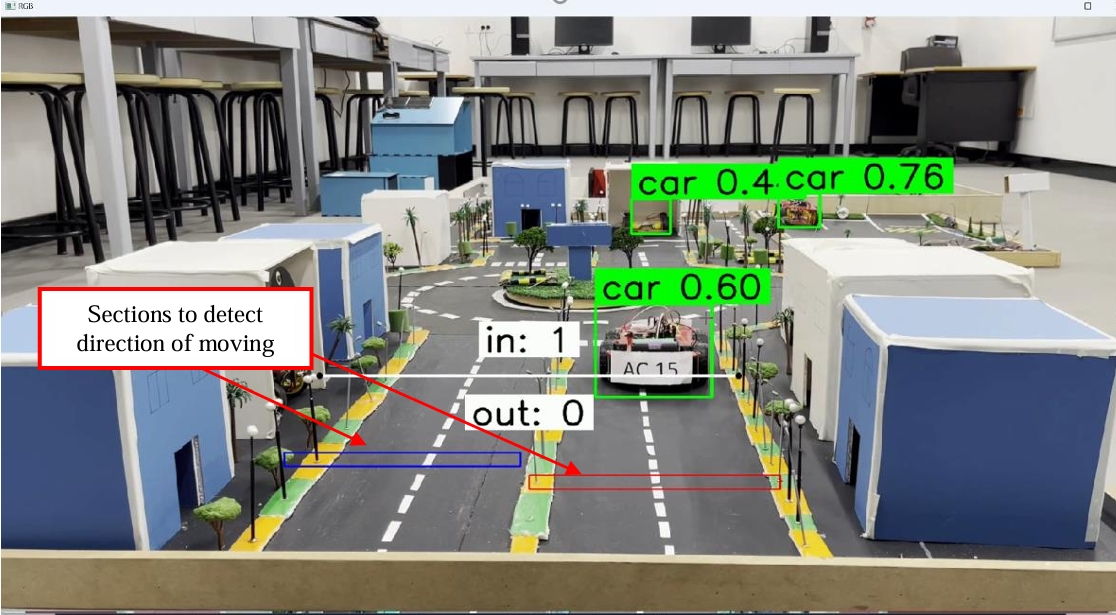 RGB
car 0.4
car 0.76
car 0.60
Sections to detect
direction of moving
in: 1
AC 15
out: 0